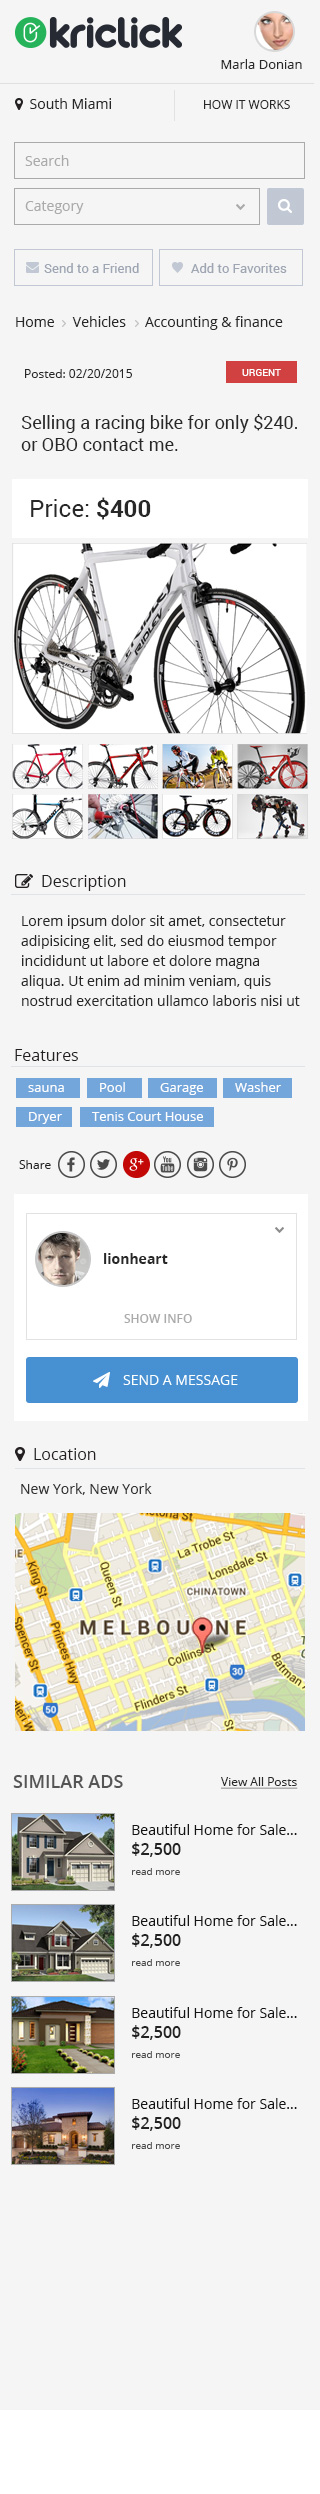 kriclick
Marla Donian
South Miami
HOW IT WORKS
Search
Category
Send to a Friend
Add to Favorites
Home > Vehicles > Accounting & finance
Posted: 02/20/2015
URGENT
Selling a racing bike for only $240.
or OBO contact me.
Price: $400
RIDLEY
RIDLEY
Description
Lorem ipsum dolor sit amet, consectetur
adipisicing elit, sed do eiusmod tempor
incididunt ut labore et dolore magna
aliqua. Ut enim ad minim veniam, quis
nostrud exercitation ullamco laboris nisi ut
Features
sauna
Pool
Garage
Washer
Dryer
Tenis Court House
Share
g+
You
Tube
lionheart
SHOW INFO
SEND A MESSAGE
Location
New York, New York
Victoria St
La Trobe St
Lonsdale St
King St
Queen St
CHINATOWN
MELBOURNE
Spencer St
Princes Hwy
Collins St
Batman
30
Flinders St
50
SIMILAR ADS
View All Posts
Beautiful Home for Sale...
$2,500
read more
Beautiful Home for Sale...
$2,500
read more
Beautiful Home for Sale...
$2,500
read more
Beautiful Home for Sale...
$2,500
read more